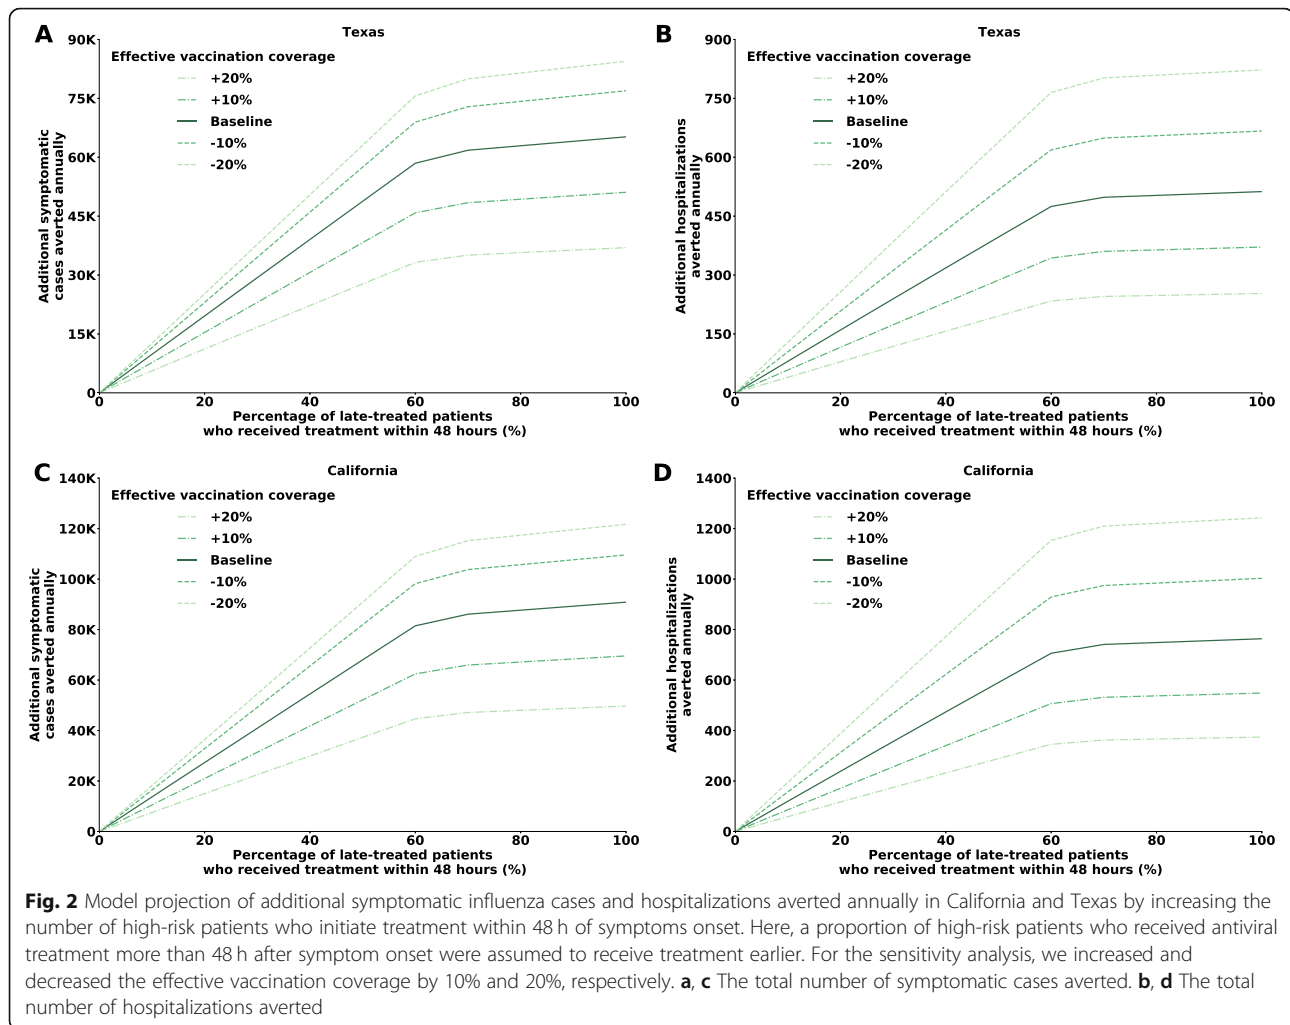 A
Texas
90K
75K
60K
45K
30K
15K
0
Additional symptomatic
cases averted annually
Effective vaccination coverage
+20%
+10%
Baseline
-10%
-20%
0 20 40 60 80 100
Percentage of late-treated patients
who received treatment within 48 hours (%)
B
Texas
900
750
600
450
300
150
0
Additional hospitalizations
averted annually
Effective vaccination coverage
+20%
+10%
Baseline
-10%
-20%
0 20 40 60 80 100
Percentage of late-treated patients
who received treatment within 48 hours (%)
C
California
140K
120K
100K
80K
60K
40K
20K
0
Additional symptomatic
cases averted annually
Effective vaccination coverage
+20%
+10%
Baseline
-10%
-20%
0 20 40 60 80 100
Percentage of late-treated patients
who received treatment within 48 hours (%)
D
California
1400
1200
1000
800
600
400
200
0
Additional hospitalizations
averted annually
Effective vaccination coverage
+20%
+10%
Baseline
-10%
-20%
0 20 40 60 80 100
Percentage of late-treated patients
who received treatment within 48 hours (%)
Fig. 2 Model projection of additional symptomatic influenza cases and hospitalizations averted annually in California and Texas by increasing the
number of high-risk patients who initiate treatment within 48 h of symptoms onset. Here, a proportion of high-risk patients who received antiviral
treatment more than 48 h after symptom onset were assumed to receive treatment earlier. For the sensitivity analysis, we increased and
decreased the effective vaccination coverage by 10% and 20%, respectively. a, c The total number of symptomatic cases averted. b, d The total
number of hospitalizations averted